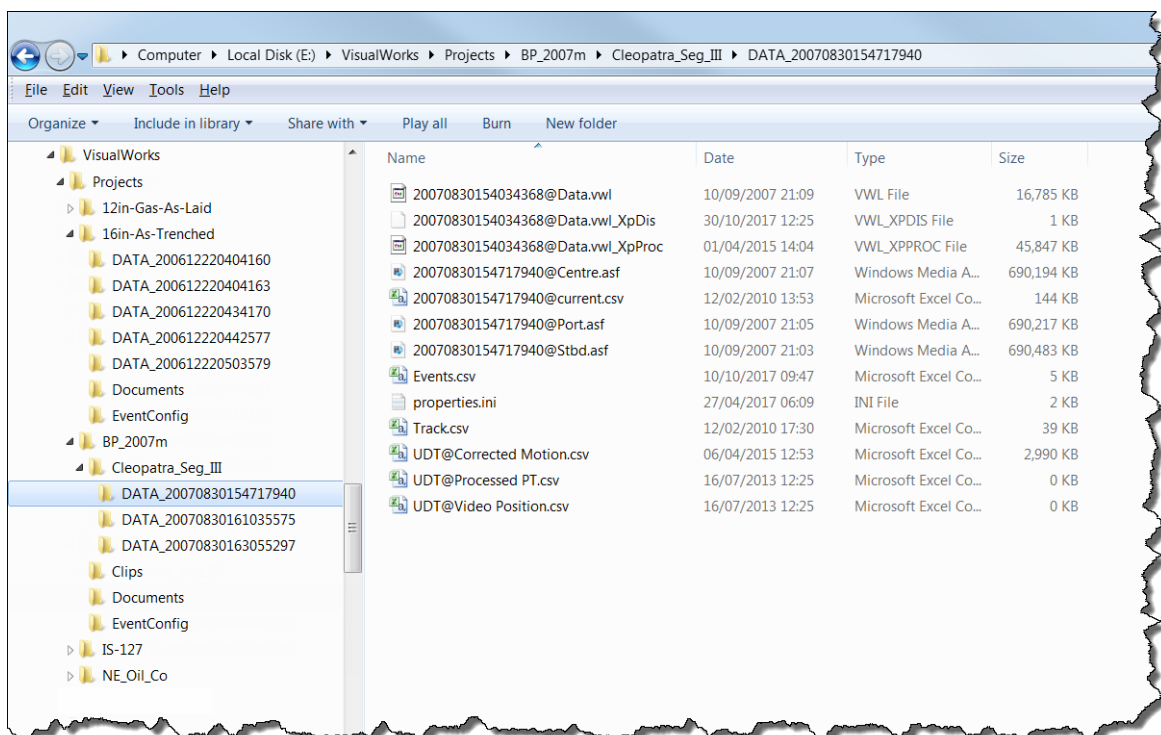 Computer Local Disk (E:) VisualWorks Projects BP_2007m Cleopatra_Seg_III DATA_20070830154717940
File Edit View Tools Help
Organize Include in library Share with Play all Burn New folder
VisualWorks
Projects
12in-Gas-As-Laid
16in-As-Trenched
DATA_200612220404160
DATA_200612220404163
DATA_200612220434170
DATA_200612220442577
DATA_200612220503579
Documents
EventConfig
BP_2007m
Cleopatra_Seg_III
DATA_20070830154717940
DATA_20070830161035575
DATA_20070830163055297
Clips
Documents
EventConfig
IS-127
NE_Oil_Co
Name Date Type Size
20070830154034368@Data.vwl 10/09/2007 21:09 VWL File 16,785 KB
20070830154034368@Data.vwl_XpDis 30/10/2017 12:25 VWL_XPDIS File 1 KB
20070830154034368@Data.vwl_XpProc 01/04/2015 14:04 VWL_XPPROC File 45,847 KB
20070830154717940@Centre.asf 10/09/2007 21:07 Windows Media A... 690,194 KB
20070830154717940@current.csv 12/02/2010 13:53 Microsoft Excel Co... 144 KB
20070830154717940@Port.asf 10/09/2007 21:05 Windows Media A... 690,217 KB
20070830154717940@Stbd.asf 10/09/2007 21:03 Windows Media A... 690,483 KB
Events.csv 10/10/2017 09:47 Microsoft Excel Co... 5 KB
properties.ini 27/04/2017 06:09 INI File 2 KB
Track.csv 12/02/2010 17:30 Microsoft Excel Co... 39 KB
UDT@Corrected Motion.csv 06/04/2015 12:53 Microsoft Excel Co... 2,990 KB
UDT@Processed PT.csv 16/07/2013 12:25 Microsoft Excel Co... 0 KB
UDT@Video Position.csv 16/07/2013 12:25 Microsoft Excel Co... 0 KB